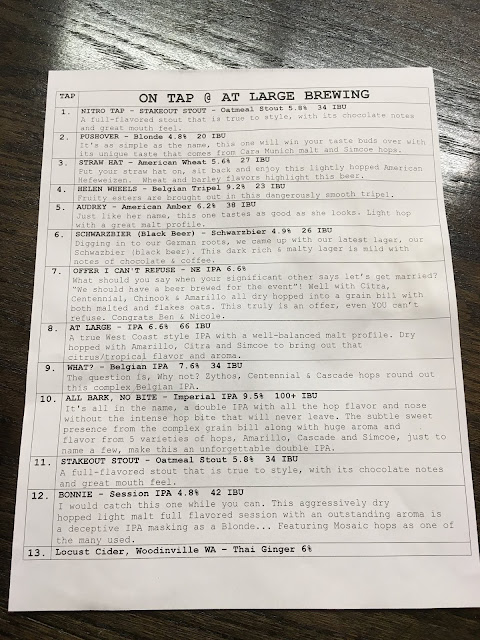 TAP ON TAP @ AT LARGE BREWING
1. NITRO TAP - STAKEOUT STOUT - Oatmeal Stout 5.8% 34 IBU
A full-flavored stout that is true to style, with its chocolate notes
and great mouth feel.
2. PUSHOVER - Blonde 4.8% 20 IBU
It's as simple as the name, this one will win your taste buds over with
its unique taste that comes from Cara Munich malt and Simcoe hops.
3. STRAW HAT - American Wheat 5.6% 27 IBU
Put your straw hat on, sit back and enjoy this lightly hopped American
Hefeweizen. Wheat and barley flavors highlight this beer.
4. HELEN WHEELS - Belgian Tripel 9.2% 23 IBU
Fruity esters are brought out in this dangerously smooth tripel.
5. AUDREY - American Amber 6.2% 38 IBU
Just like her name, this one tastes as good as she looks. Light hop
with a great malt profile.
6. SCHWARZBIER (Black Beer) - Schwarzbier 4.9% 26 IBU
Digging in to our German roots, we came up with our latest lager, our
Schwarzbier (black beer). This dark rich & malty lager is mild with
notes of chocolate & coffee.
7. OFFER I CAN'T REFUSE - NE IPA 6.6%
What should you say when your significant other says let's get married?
"We should have a beer brewed for the event"! Well with Citra,
Centennial, Chinook & Amarillo all dry hopped into a grain bill with
both malted and flakes oats. This truly is an offer, even YOU can't
refuse. Congrats Ben & Nicole.
8. AT LARGE - IPA 6.6% 66 IBU
A true West Coast style IPA with a well-balanced malt profile. Dry
hopped with Amarillo, Citra and Simcoe to bring out that
citrus/tropical flavor and aroma.
9. WHAT? - Belgian IPA 7.6% 34 IBU
The question is, Why not? Zythos, Centennial & Cascade hops round out
this complex Belgian IPA.
10. ALL BARK, NO BITE - Imperial IPA 9.5% 100+ IBU
It's all in the name, a double IPA with all the hop flavor and nose
without the intense hop bite that will never leave. The subtle sweet
presence from the complex grain bill along with huge aroma and
flavor from 5 varieties of hops, Amarillo, Cascade and Simcoe, just to
name a few, make this an unforgettable double IPA.
11. STAKEOUT STOUT - Oatmeal Stout 5.8% 34 IBU
A full-flavored stout that is true to style, with its chocolate notes
and great mouth feel.
12. BONNIE - Session IPA 4.8% 42 IBU
I would catch this one while you can. This aggressively dry
hopped light malt full flavored session with an outstanding aroma is
a deceptive IPA masking as a Blonde... Featuring Mosaic hops as one of
the many used.
13. Locust Cider, Woodinville WA - Thai Ginger 6%